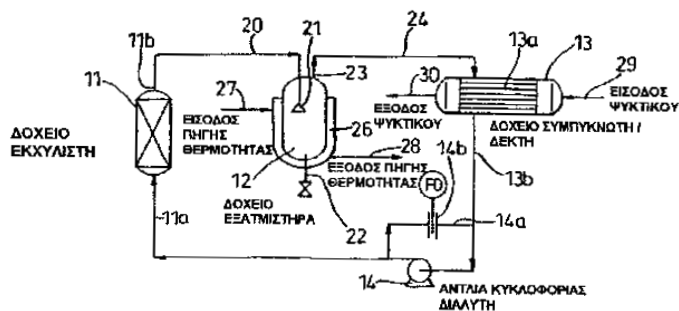 20
21
24
11b
23
13a
13
11
27
30
29
ΕΙΣΟΔΟΣ
ΨΥΚΤΙΚΟΥ
ΕΞΟΔΟΣ
ΨΥΚΤΙΚΟΥ
ΔΟΧΕΙΟ ΣΥΜΠΥΚΝΩΤΗ /
ΔΕΚΤΗ
ΕΙΣΟΔΟΣ
ΠΗΓΗΣ
ΘΕΡΜΟΤΗΤΑΣ
26
ΔΟΧΕΙΟ
ΕΚΧΥΛΙΣΤΗ
12
28
ΕΞΟΔΟΣ ΠΗΓΗΣ
ΘΕΡΜΟΤΗΤΑΣ
14b
13b
FD
ΔΟΧΕΙΟ
ΕΞΑΤΜΙΣΤΗΡΑ
22
11a
14a
14
ΑΝΤΛΙΑ ΚΥΚΛΟΦΟΡΙΑΣ
ΔΙΑΛΥΤΗ